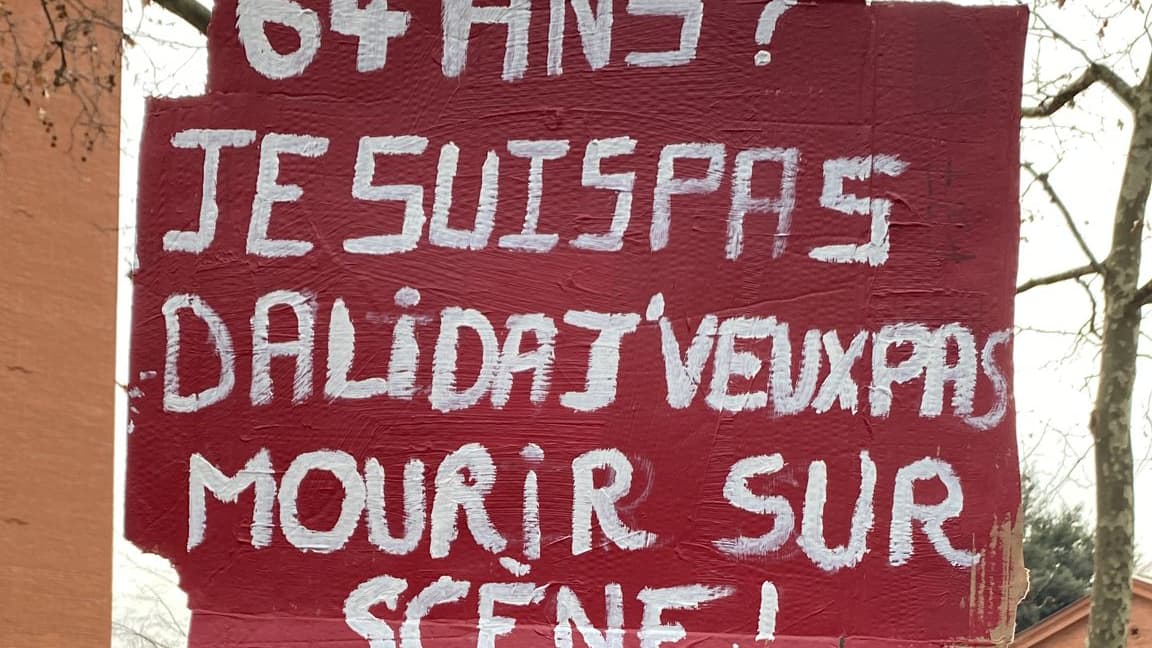 64 ANS ?
JE SUIS PAS
DALiDA J'VEUX PAS
MOURiR SUR
SCÈNE !